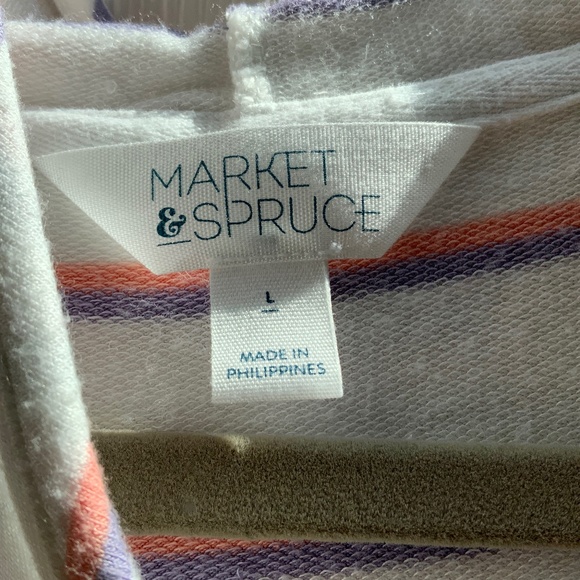 MARKET
& SPRUCE
L
MADE IN
PHILIPPINES